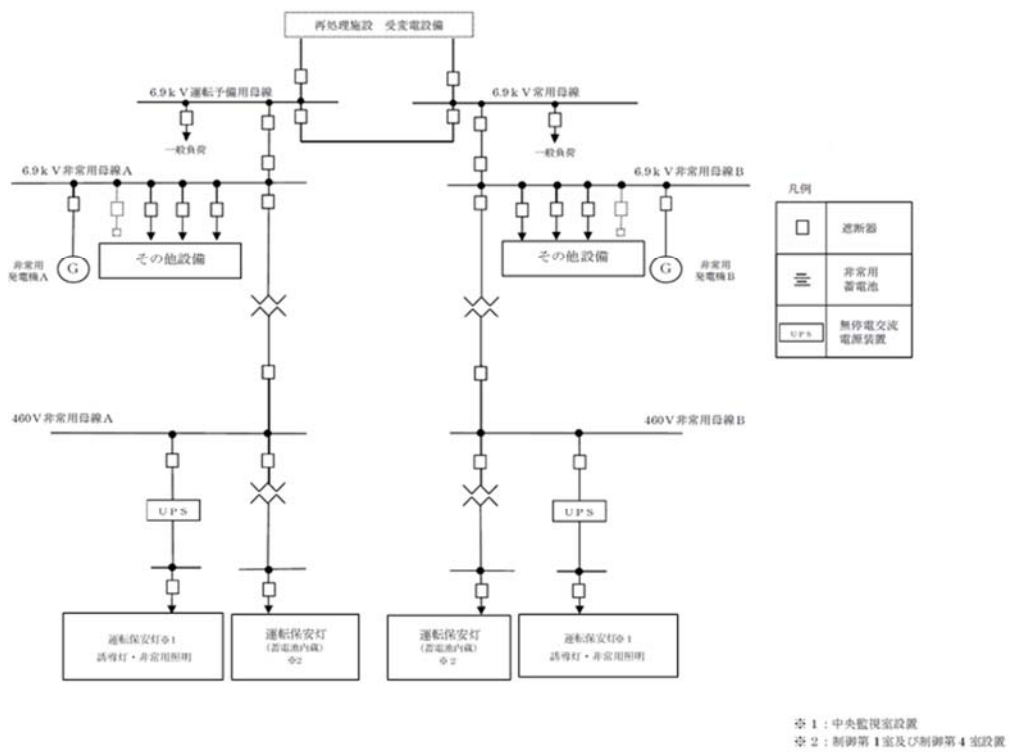 再処理施設 受変電設備
6.9kV運転予備用母線
6.9kV常用母線
一般負荷
一般負荷
6.9kV非常用母線A
6.9kV非常用母線B
凡例
遮断器
非常用
蓄電池
UPS
無停電交流
電源装置
非常用
発電機A
G
その他設備
その他設備
G
非常用
発電機B
460V非常用母線A
460V非常用母線B
UPS
UPS
運転保安灯※1
誘導灯・非常用照明
運転保安灯
(蓄電池内蔵)
※2
運転保安灯
(蓄電池内蔵)
※2
運転保安灯※1
誘導灯・非常用照明
※1:中央監視室設置
※2:制御第1室及び制御第4室設置